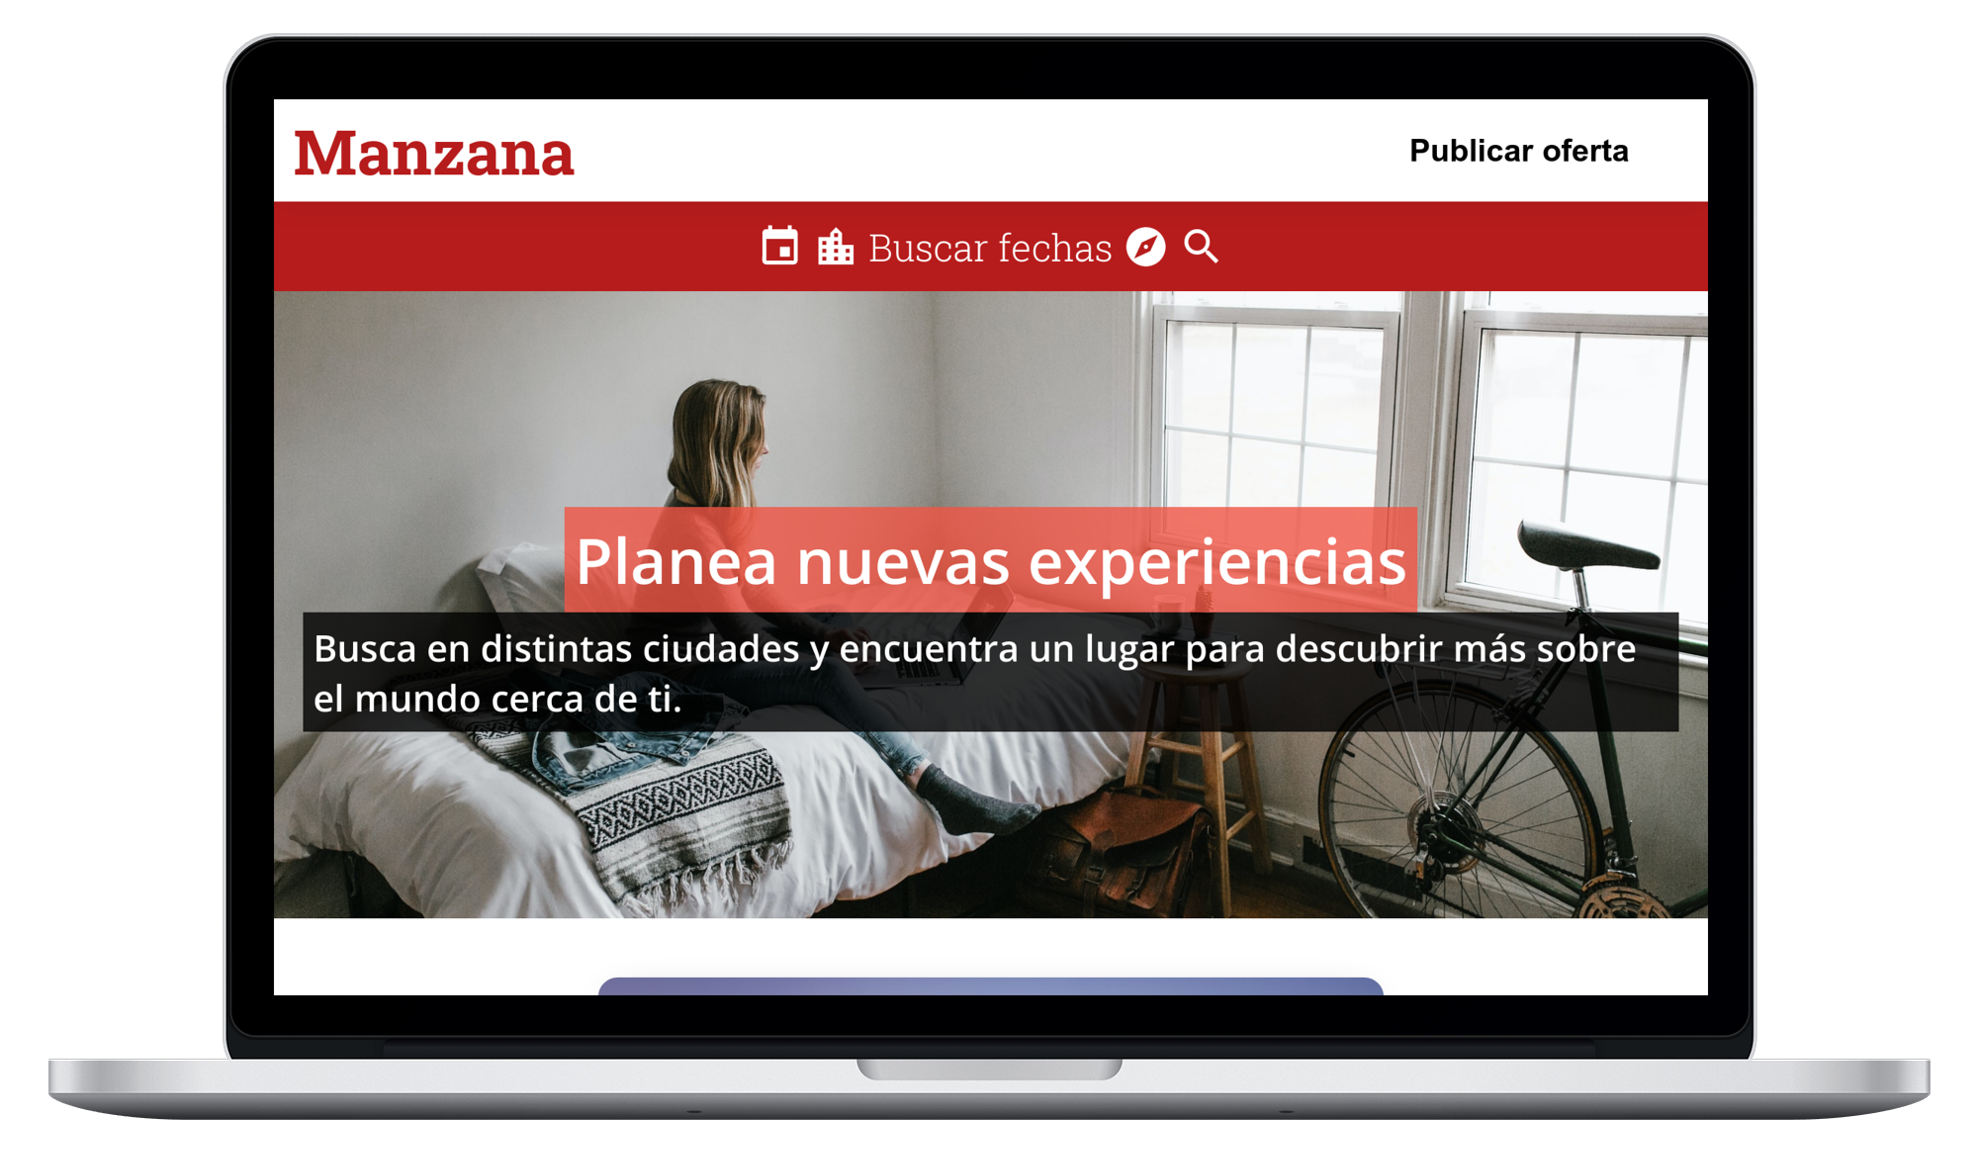 Manzana
Publicar oferta
Buscar fechas
Planea nuevas experiencias
Busca en distintas ciudades y encuentra un lugar para descubrir más sobre
el mundo cerca de ti.